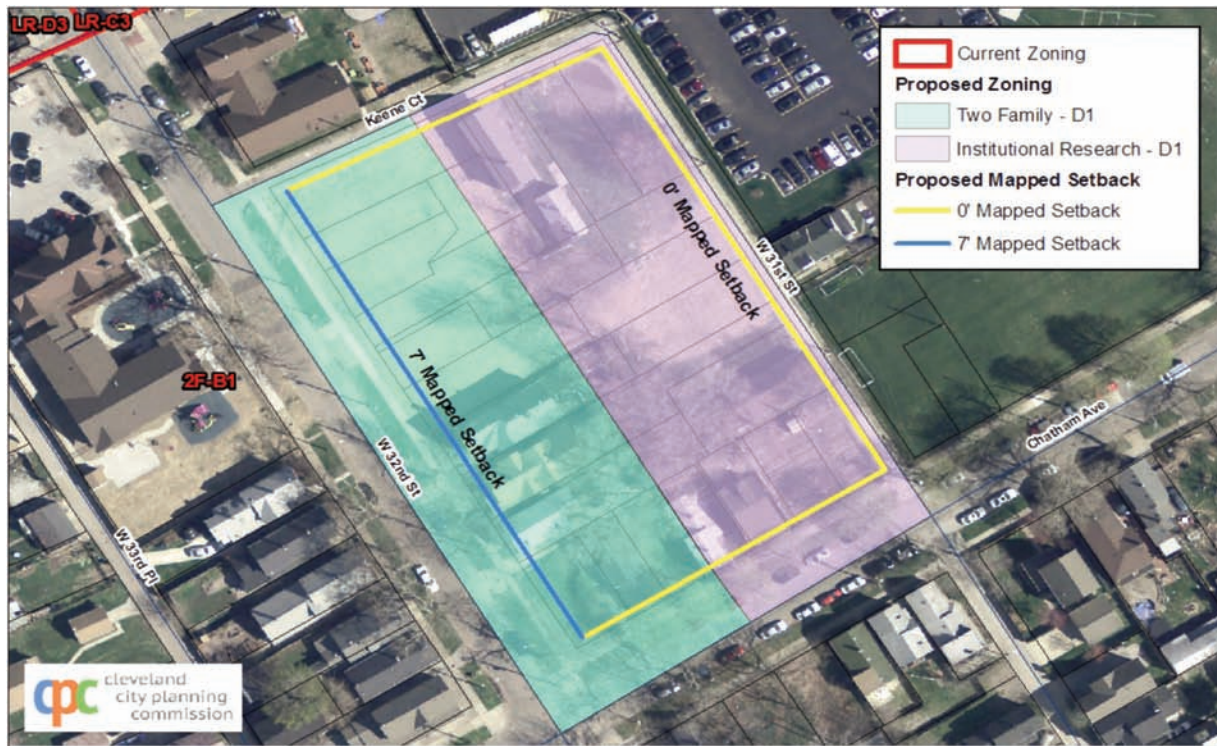 LR-D3 LR-C3
Keene Ct
Current Zoning
Proposed Zoning
Two Family - D1
Institutional Research - D1
Proposed Mapped Setback
0' Mapped Setback
7' Mapped Setback
0' Mapped Setback
W 31st St
7' Mapped Setback
2F-B1
W 32nd St
W 33rd Pl
Chatham Ave
cpc
cleveland
city planning
commission